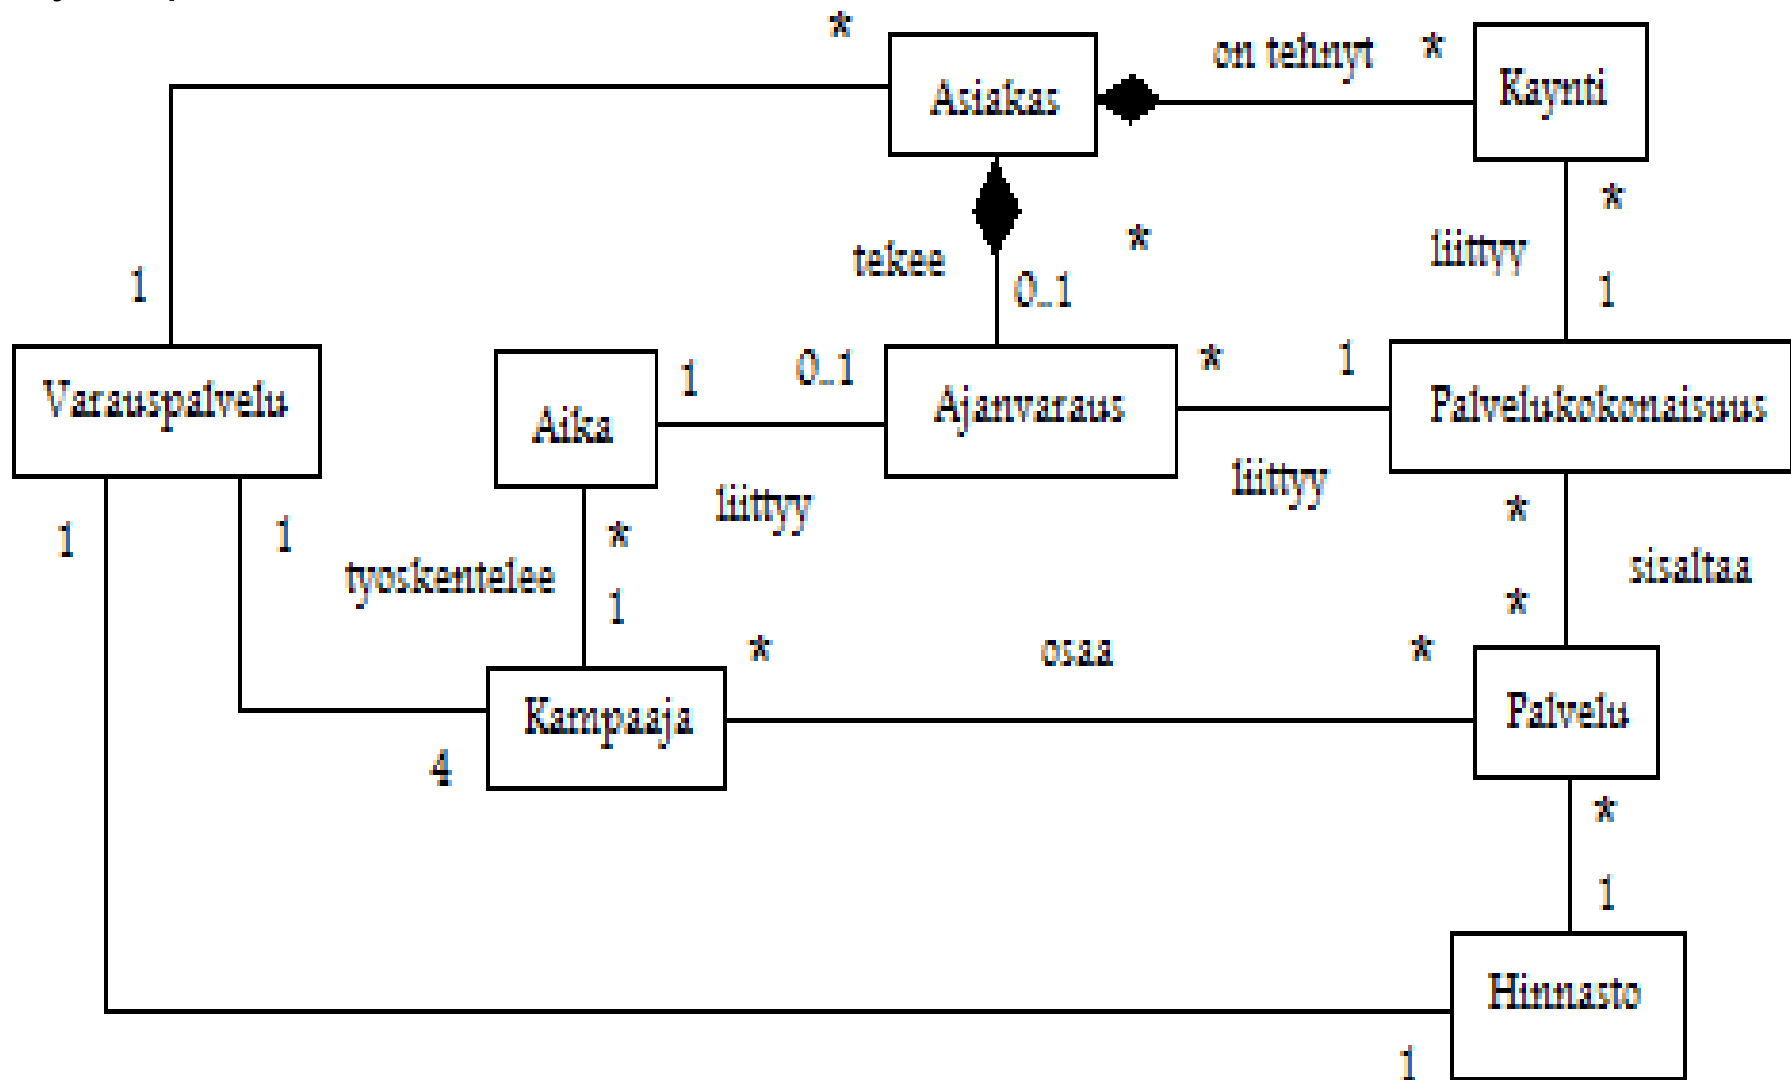 *
on tehnyt *
Asiakas
Kaynti
*
*
liittyy
tekee
1
0..1
1
Varauspalvelu
Aika
1
0..1
Ajanvaraus
*
1
Palvelukokonaisuus
liittyy
liittyy
*
1
1
*
tyoskentelee
sisaltaa
1
*
*
osaa
*
Kampaaja
Palvelu
4
*
1
Hinnasto
1